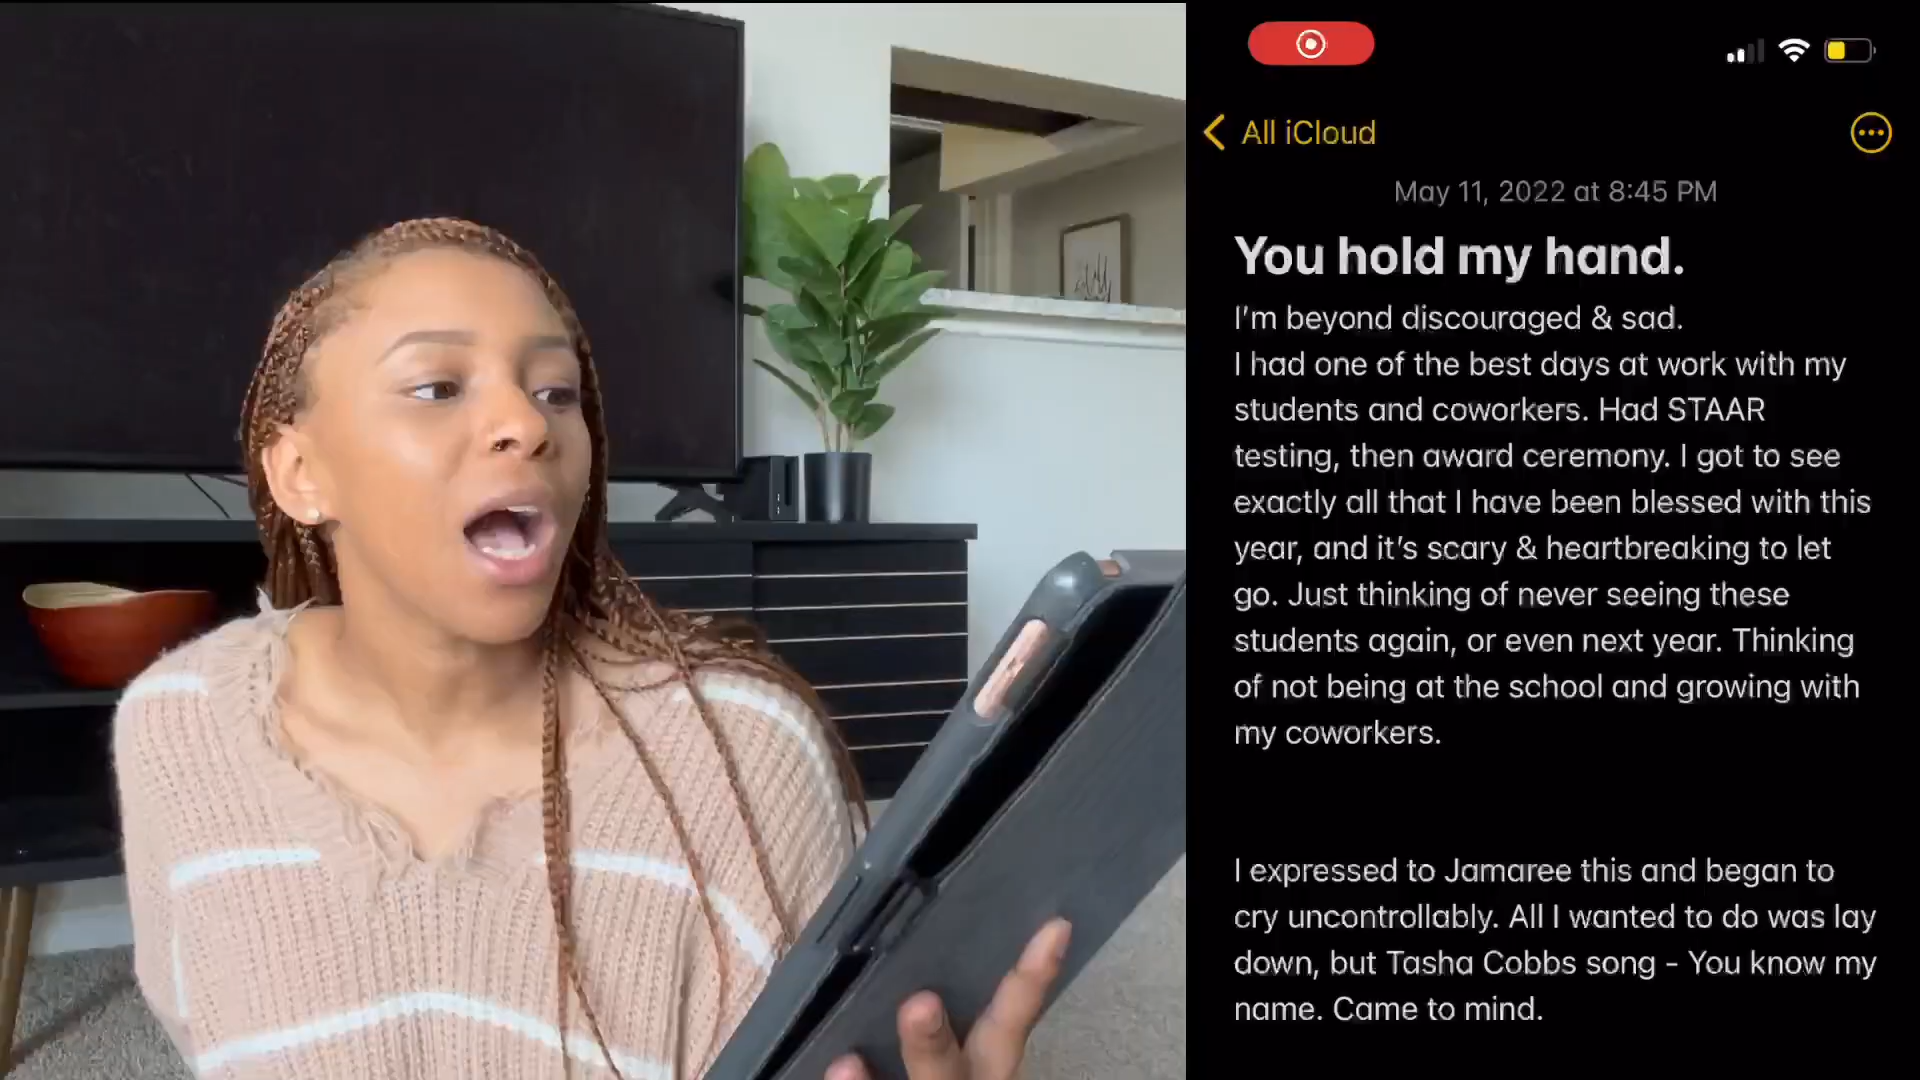 All iCloud
May 11, 2022 at 8:45 PM
You hold my hand.
I'm beyond discouraged & sad.
I had one of the best days at work with my
students and coworkers. Had STAAR
testing, then award ceremony. I got to see
exactly all that I have been blessed with this
year, and it's scary & heartbreaking to let
go. Just thinking of never seeing these
students again, or even next year. Thinking
of not being at the school and growing with
my coworkers.
I expressed to Jamaree this and began to
cry uncontrollably. All I wanted to do was lay
down, but Tasha Cobbs song - You know my
name. Came to mind.